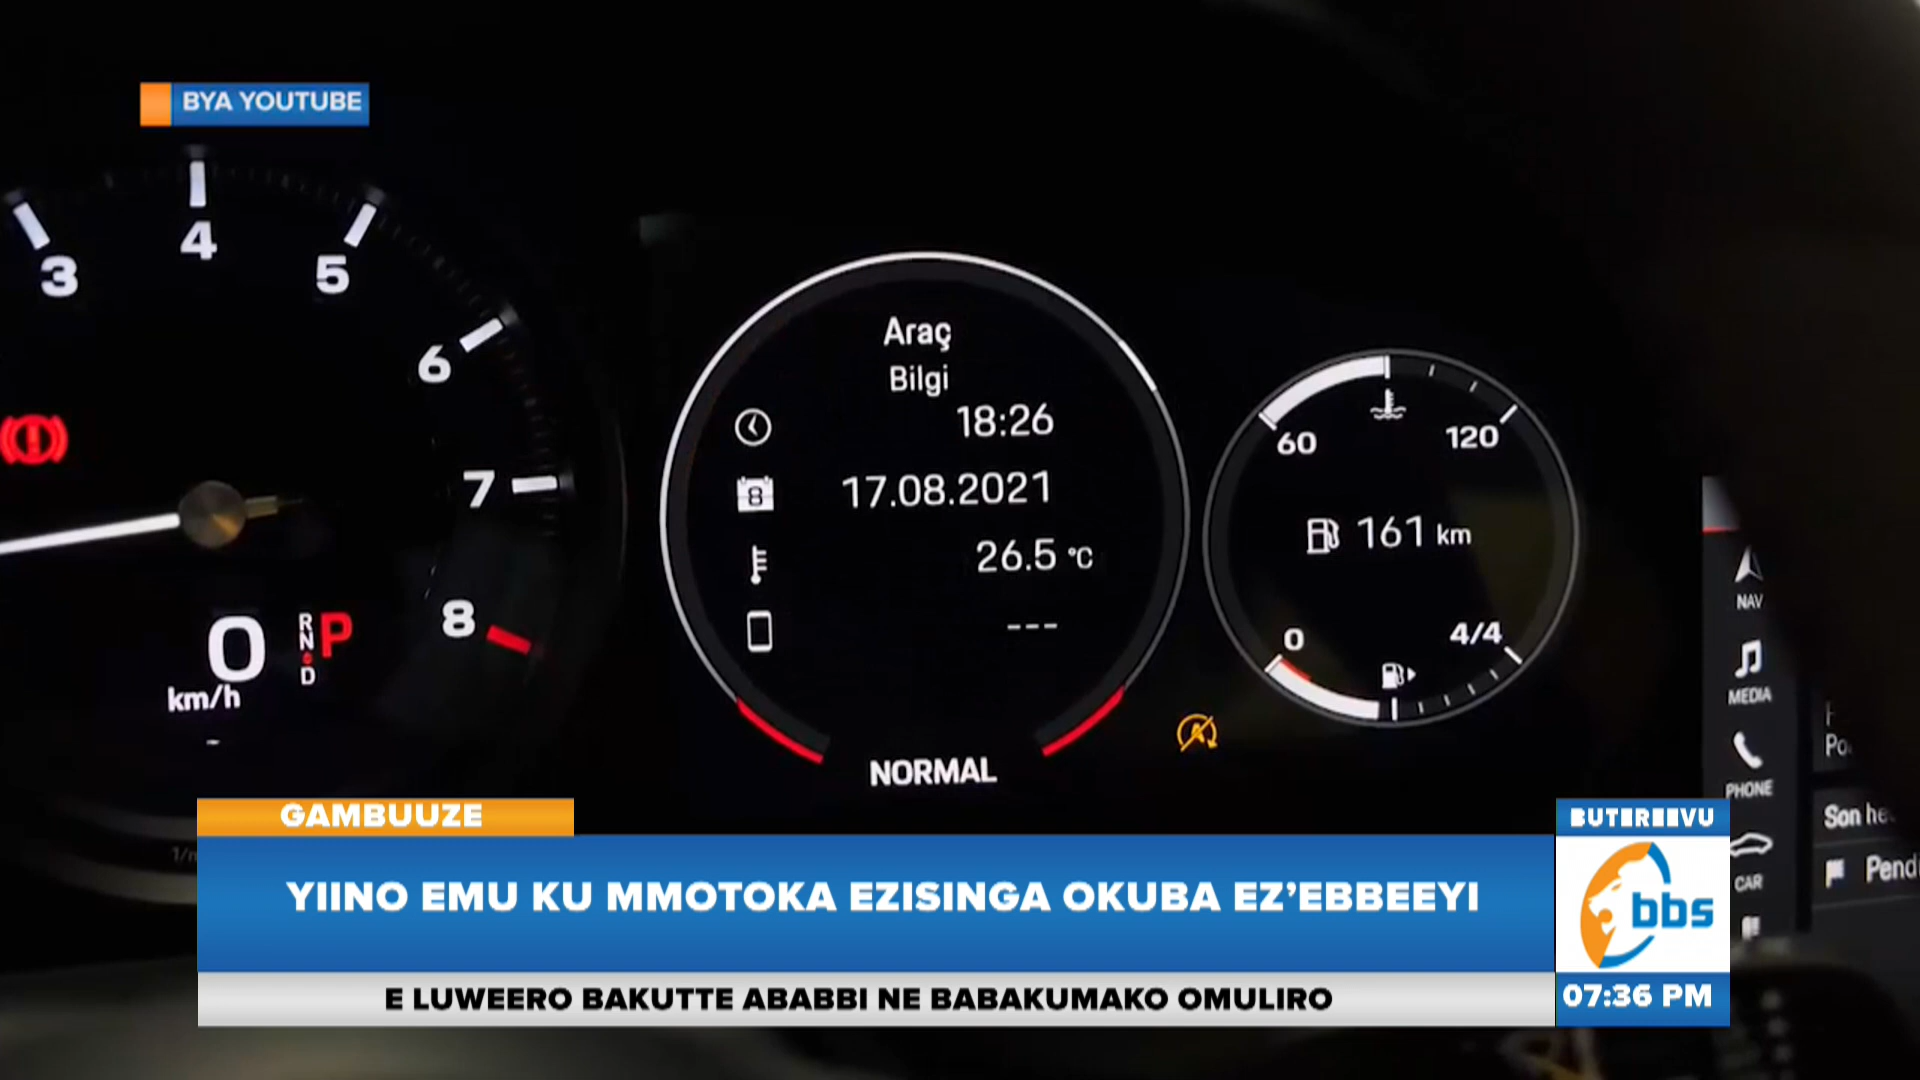 BYA YOUTUBE
3
4
5
6
7
8
0
km/h
R
N
D
P
Araç
Bilgi
18:26
8
17.08.2021
26.5 °C
---
NORMAL
60
120
161 km
0
4/4
NAV
MEDIA
PHONE
CAR
Son
GAMBUUZE
YIINO EMU KU MMOTOKA EZISINGA OKUBA EZ'EBBEEYI
E LUWEERO BAKUTTE ABABBI NE BABAKUMAKO OMULIRO
BUTEREEVU
bbs
07:36 PM